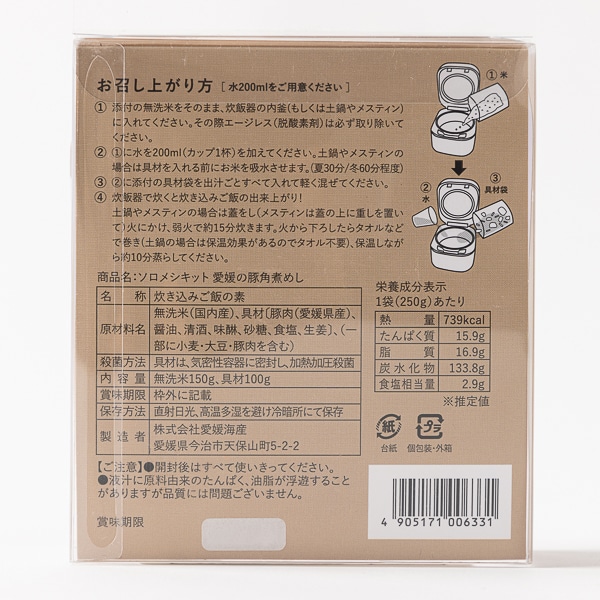 お召し上がり方 [ 水200mlをご用意ください ]
① 添付の無洗米をそのまま、炊飯器の内釜(もしくは土鍋やメスティン)
に入れてください。その際エージレス(脱酸素剤)は必ず取り除いて
ください。
② ①に水を200ml(カップ1杯)を加えてください。土鍋やメスティンの
場合は具材を入れる前にお米を吸水させます。(夏30分/冬60分程度)
③ ②に添付の具材袋を出汁ごとすべて入れて軽く混ぜてください。
④ 炊飯器で炊くと炊き込みご飯の出来上がり!
土鍋やメスティンの場合は蓋をし(メスティンは蓋の上に重しを置い
て)火にかけ、弱火で約15分炊きます。火から下ろしたらタオルなど
で巻き(土鍋の場合は保温効果があるのでタオル不要)、保温しなが
ら約10分蒸らしてください。
① 米
② 水
③ 具材袋
商品名:ソロメシキット 愛媛の豚角煮めし
名 称 炊き込みご飯の素
原材料名 無洗米(国内産)、具材〔豚肉(愛媛県産)、
醤油、清酒、味醂、砂糖、食塩、生姜〕、(一
部に小麦・大豆・豚肉を含む)
殺菌方法 具材は、気密性容器に密封し、加熱加圧殺菌
内 容 量 無洗米150g、具材100g
賞味期限 枠外に記載
保存方法 直射日光、高温多湿を避け冷暗所にて保存
製 造 者 株式会社愛媛海産
愛媛県今治市天保山町5-2-2
【ご注意】●開封後はすべて使いきってください。
●液汁に原料由来のたんぱく、油脂が浮遊すること
がありますが品質には問題ございません。
賞味期限
栄養成分表示
1袋(250g)あたり
熱 量 739kcal
たんぱく質 15.9g
脂 質 16.9g
炭水化物 133.8g
食塩相当量 2.9g
※推定値
紙
台紙
プラ
個包装・外箱
4 905171 006331